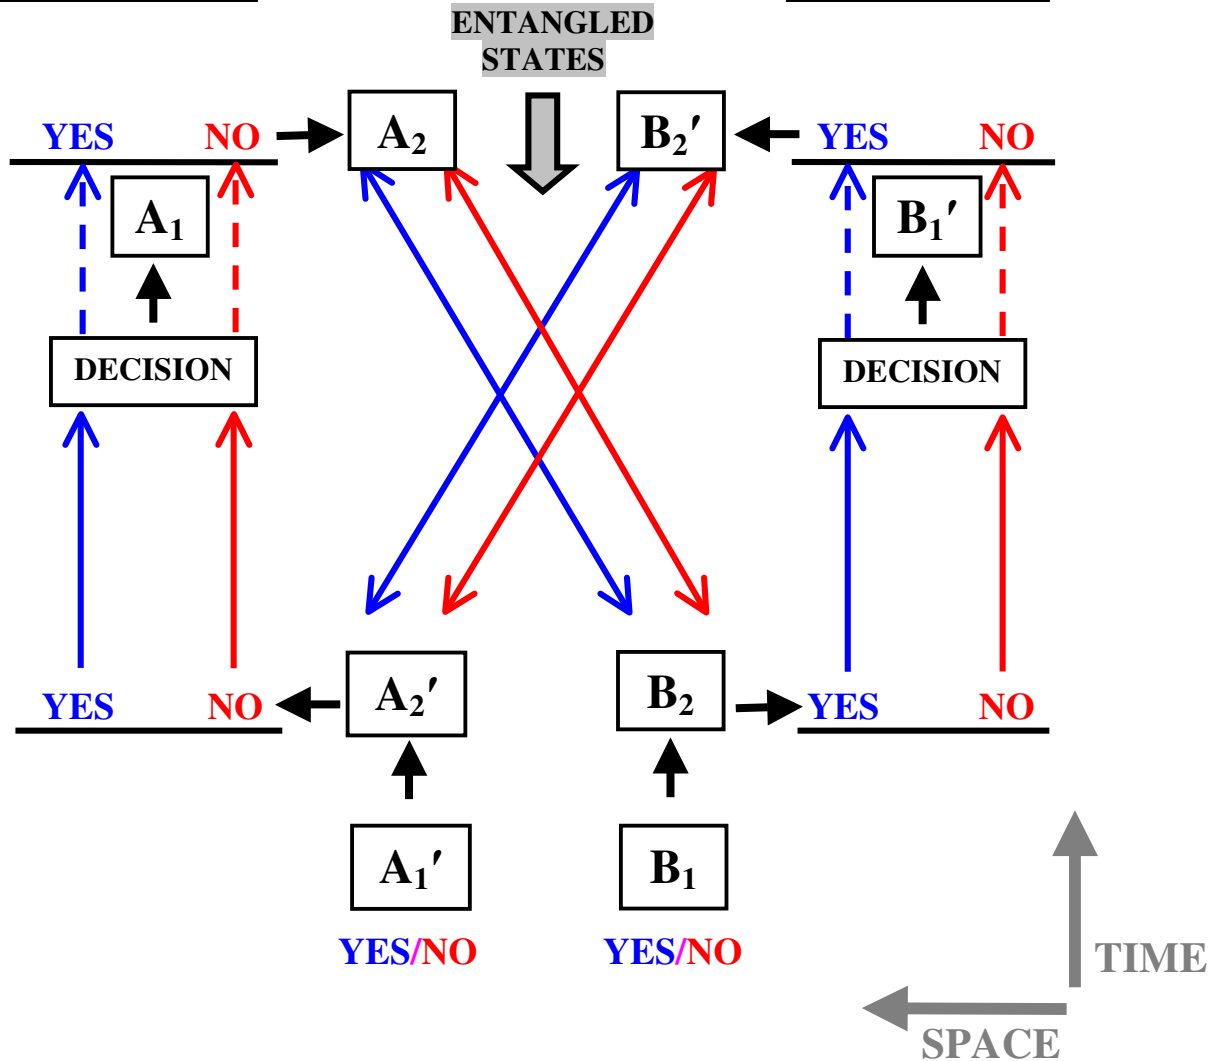 ENTANGLED
STATES
YES NO A₂ B₂′ YES NO
A₁ B₁′
DECISION DECISION
YES NO A₂′ B₂ YES NO
A₁′ B₁
YES/NO YES/NO
TIME
SPACE